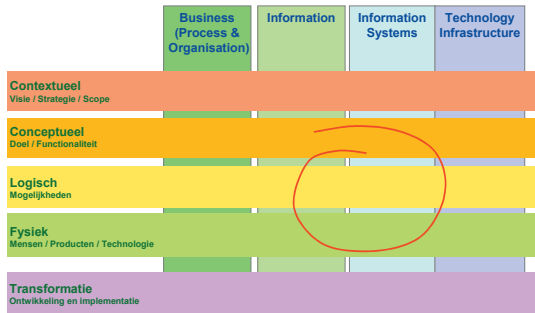 Business
(Process &
Organisation)
Information
Information
Systems
Technology
Infrastructure
Contextueel
Visie / Strategie / Scope
Conceptueel
Doel / Functionaliteit
Logisch
Mogelijkheden
Fysiek
Mensen / Producten / Technologie
Transformatie
Ontwikkeling en implementatie